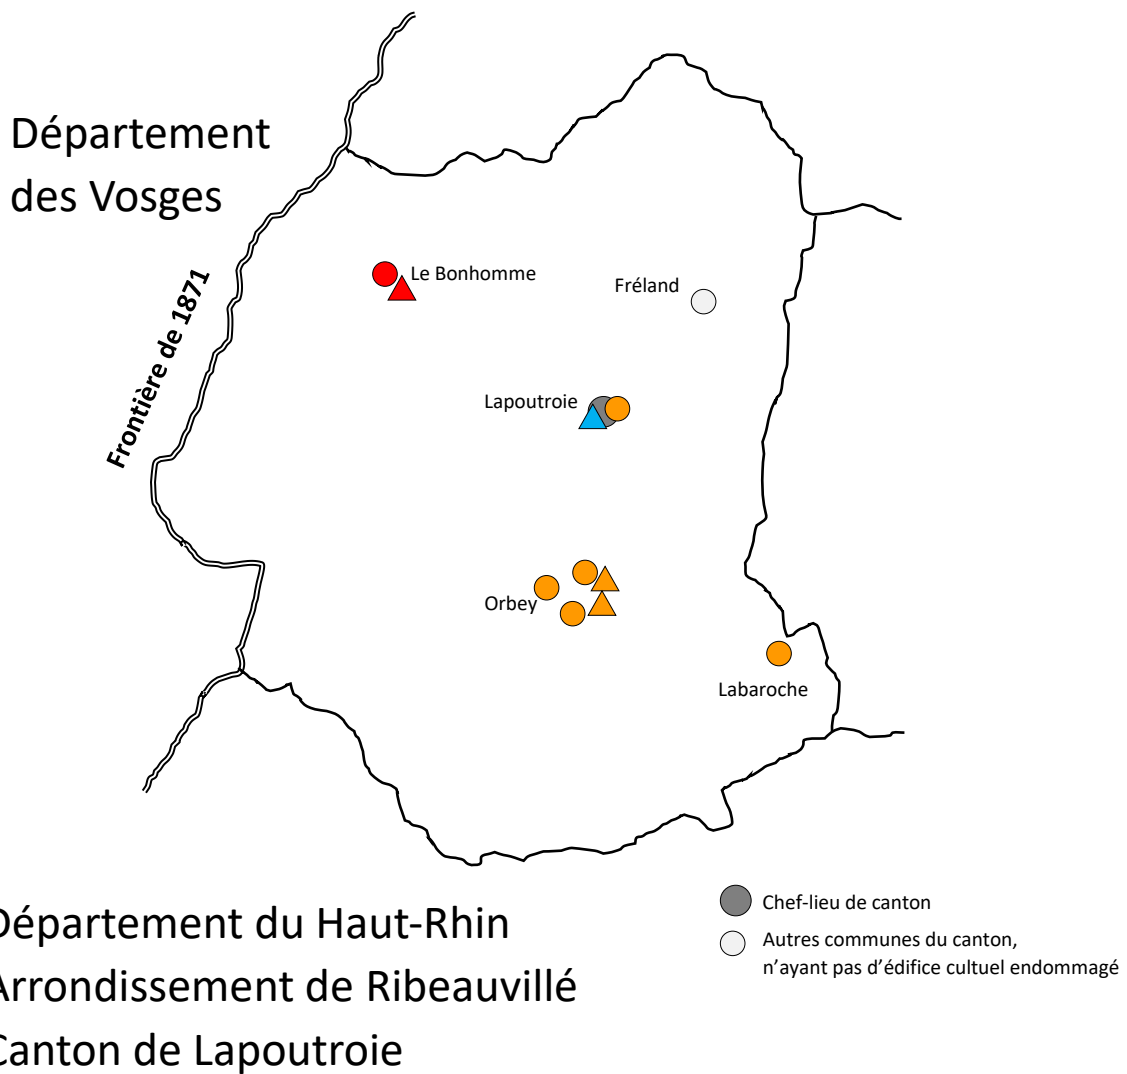 Département
des Vosges
Frontière de 1871
Le Bonhomme
Fréland
Lapoutroie
Orbey
Labaroche
Chef-lieu de canton
Autres communes du canton,
n'ayant pas d'édifice cultuel endommagé
Département du Haut-Rhin
Arrondissement de Ribeauvillé
Canton de Lapoutroie